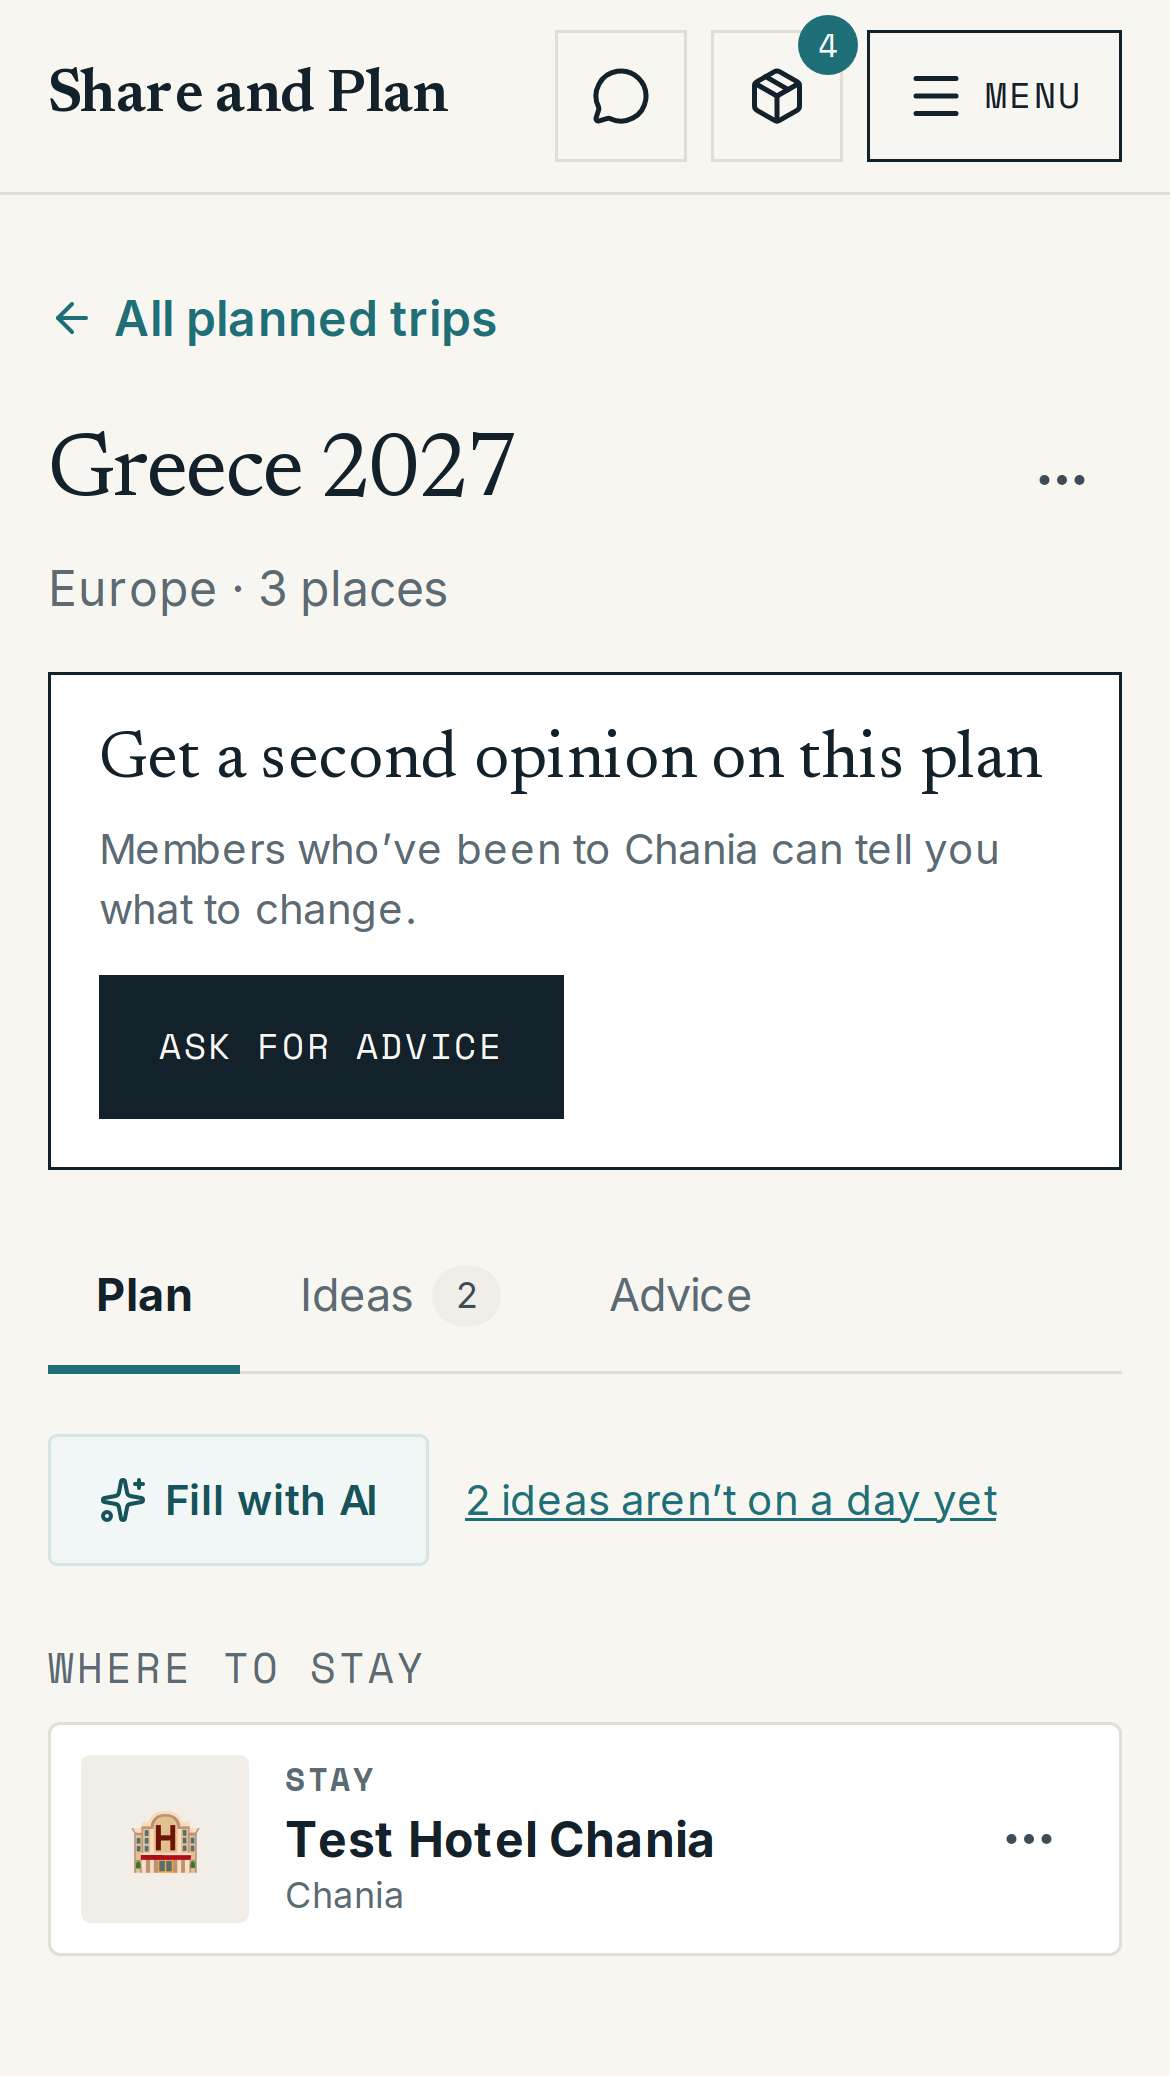 Share and Plan
4
MENU
All planned trips
Greece 2027
Europe · 3 places
Get a second opinion on this plan
Members who’ve been to Chania can tell you
what to change.
ASK FOR ADVICE
Plan Ideas 2 Advice
Fill with AI 2 ideas aren’t on a day yet
WHERE TO STAY
STAY
H
Test Hotel Chania
Chania